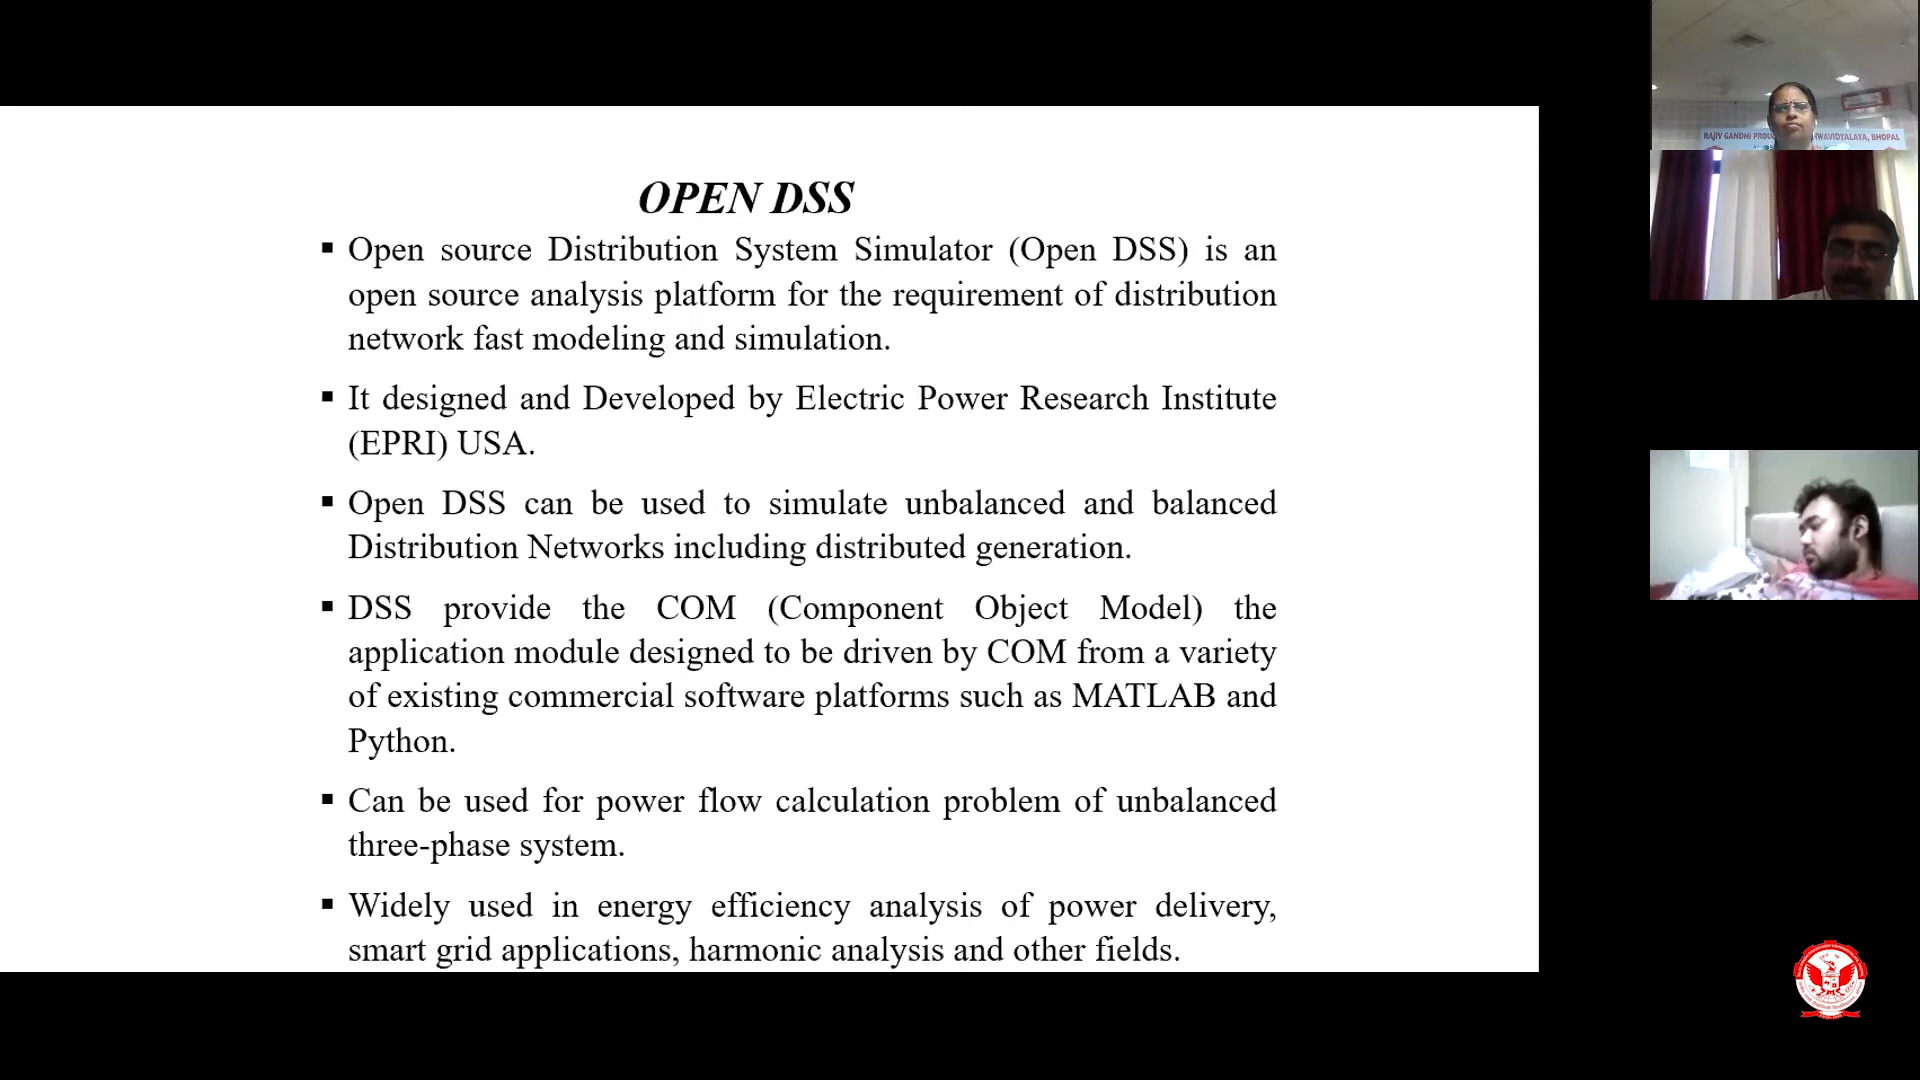 OPEN DSS
▪ Open source Distribution System Simulator (Open DSS) is an
open source analysis platform for the requirement of distribution
network fast modeling and simulation.
▪ It designed and Developed by Electric Power Research Institute
(EPRI) USA.
▪ Open DSS can be used to simulate unbalanced and balanced
Distribution Networks including distributed generation.
▪ DSS provide the COM (Component Object Model) the
application module designed to be driven by COM from a variety
of existing commercial software platforms such as MATLAB and
Python.
▪ Can be used for power flow calculation problem of unbalanced
three-phase system.
▪ Widely used in energy efficiency analysis of power delivery,
smart grid applications, harmonic analysis and other fields.
RAJIV GANDHI PROU WAVIDYALAYA, BHOPAL